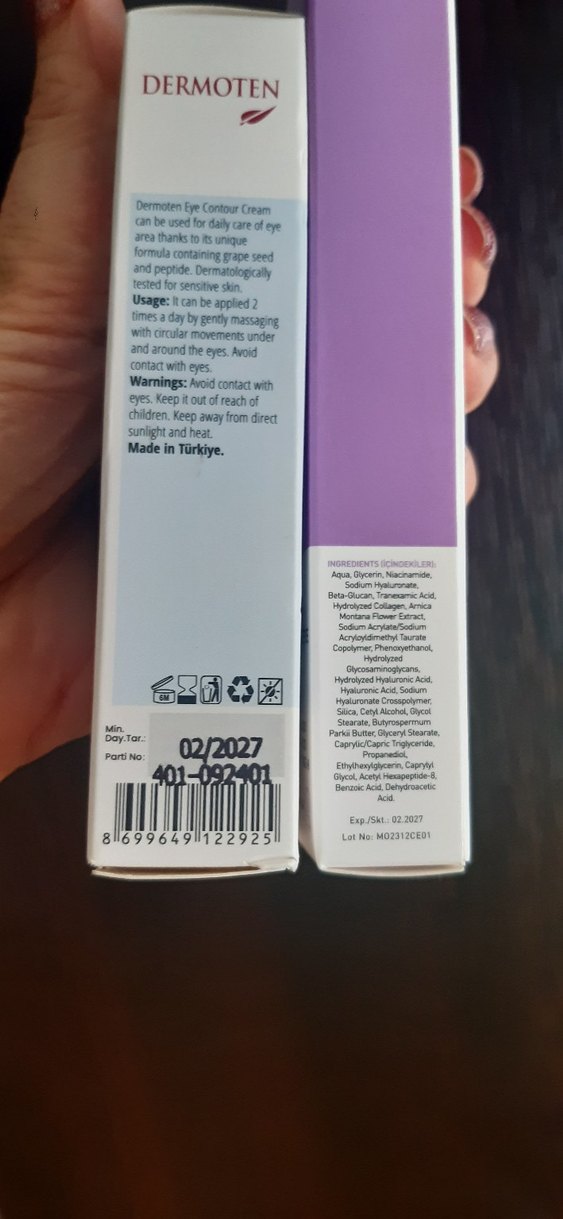 DERMOTEN
Dermoten Eye Contour Cream
can be used for daily care of eye
area thanks to its unique
formula containing grape seed
and peptide. Dermatologically
tested for sensitive skin.
Usage: It can be applied 2
times a day by gently massaging
with circular movements under
and around the eyes. Avoid
contact with eyes.
Warnings: Avoid contact with
eyes. Keep it out of reach of
children. Keep away from direct
sunlight and heat.
Made in Türkiye.
6M
Min.
Day.Tar.:
02/2027
Parti No:
401-092401
8 699649 122925
INGREDIENTS (İÇİNDEKİLER):
Aqua, Glycerin, Niacinamide,
Sodium Hyaluronate,
Beta-Glucan, Tranexamic Acid,
Hydrolyzed Collagen, Arnica
Montana Flower Extract,
Sodium Acrylate/Sodium
Acryloyldimethyl Taurate
Copolymer, Phenoxyethanol,
Hydrolyzed
Glycosaminoglycans,
Hydrolyzed Hyaluronic Acid,
Hyaluronic Acid, Sodium
Hyaluronate Crosspolymer,
Silica, Cetyl Alcohol, Glycol
Stearate, Butyrospermum
Parkii Butter, Glyceryl Stearate,
Caprylic/Capric Triglyceride,
Propanediol,
Ethylhexylglycerin, Caprylyl
Glycol, Acetyl Hexapeptide-8,
Benzoic Acid, Dehydroacetic
Acid.
Exp./Skt.: 02.2027
Lot No: MO2312CE01